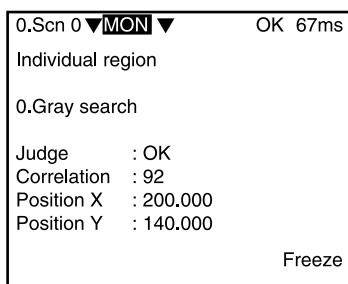 0.Scn 0▼MON ▼ OK 67ms
Individual region
0.Gray search
Judge : OK
Correlation : 92
Position X : 200.000
Position Y : 140.000
Freeze